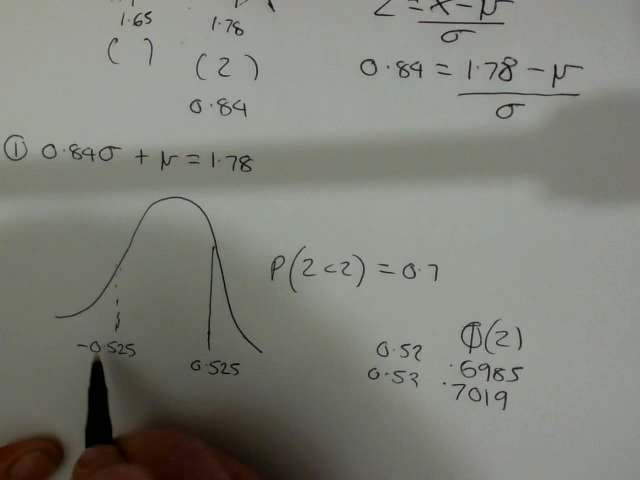 Z = x − μ / σ
1.65 1.78
( ) (z)
0.84
0.84 = 1.78 − μ / σ
① 0.84σ + μ = 1.78
P(z<z) = 0.7
−0.525
0.525
Φ(z)
0.52 .6985
0.53 .7019